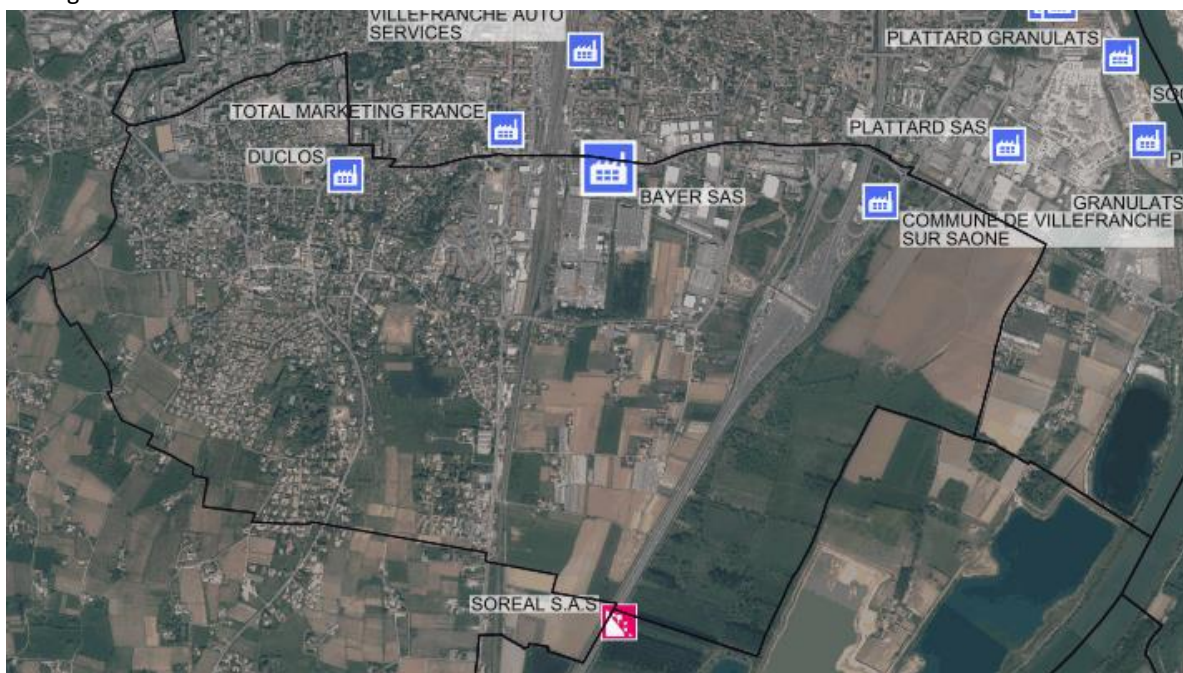 VILLEFRANCHE AUTO
SERVICES
PLATTARD GRANULATS
TOTAL MARKETING FRANCE
PLATTARD SAS
DUCLOS
BAYER SAS
GRANULATS
COMMUNE DE VILLEFRANCHE
SUR SAONE
SOREAL S.A.S